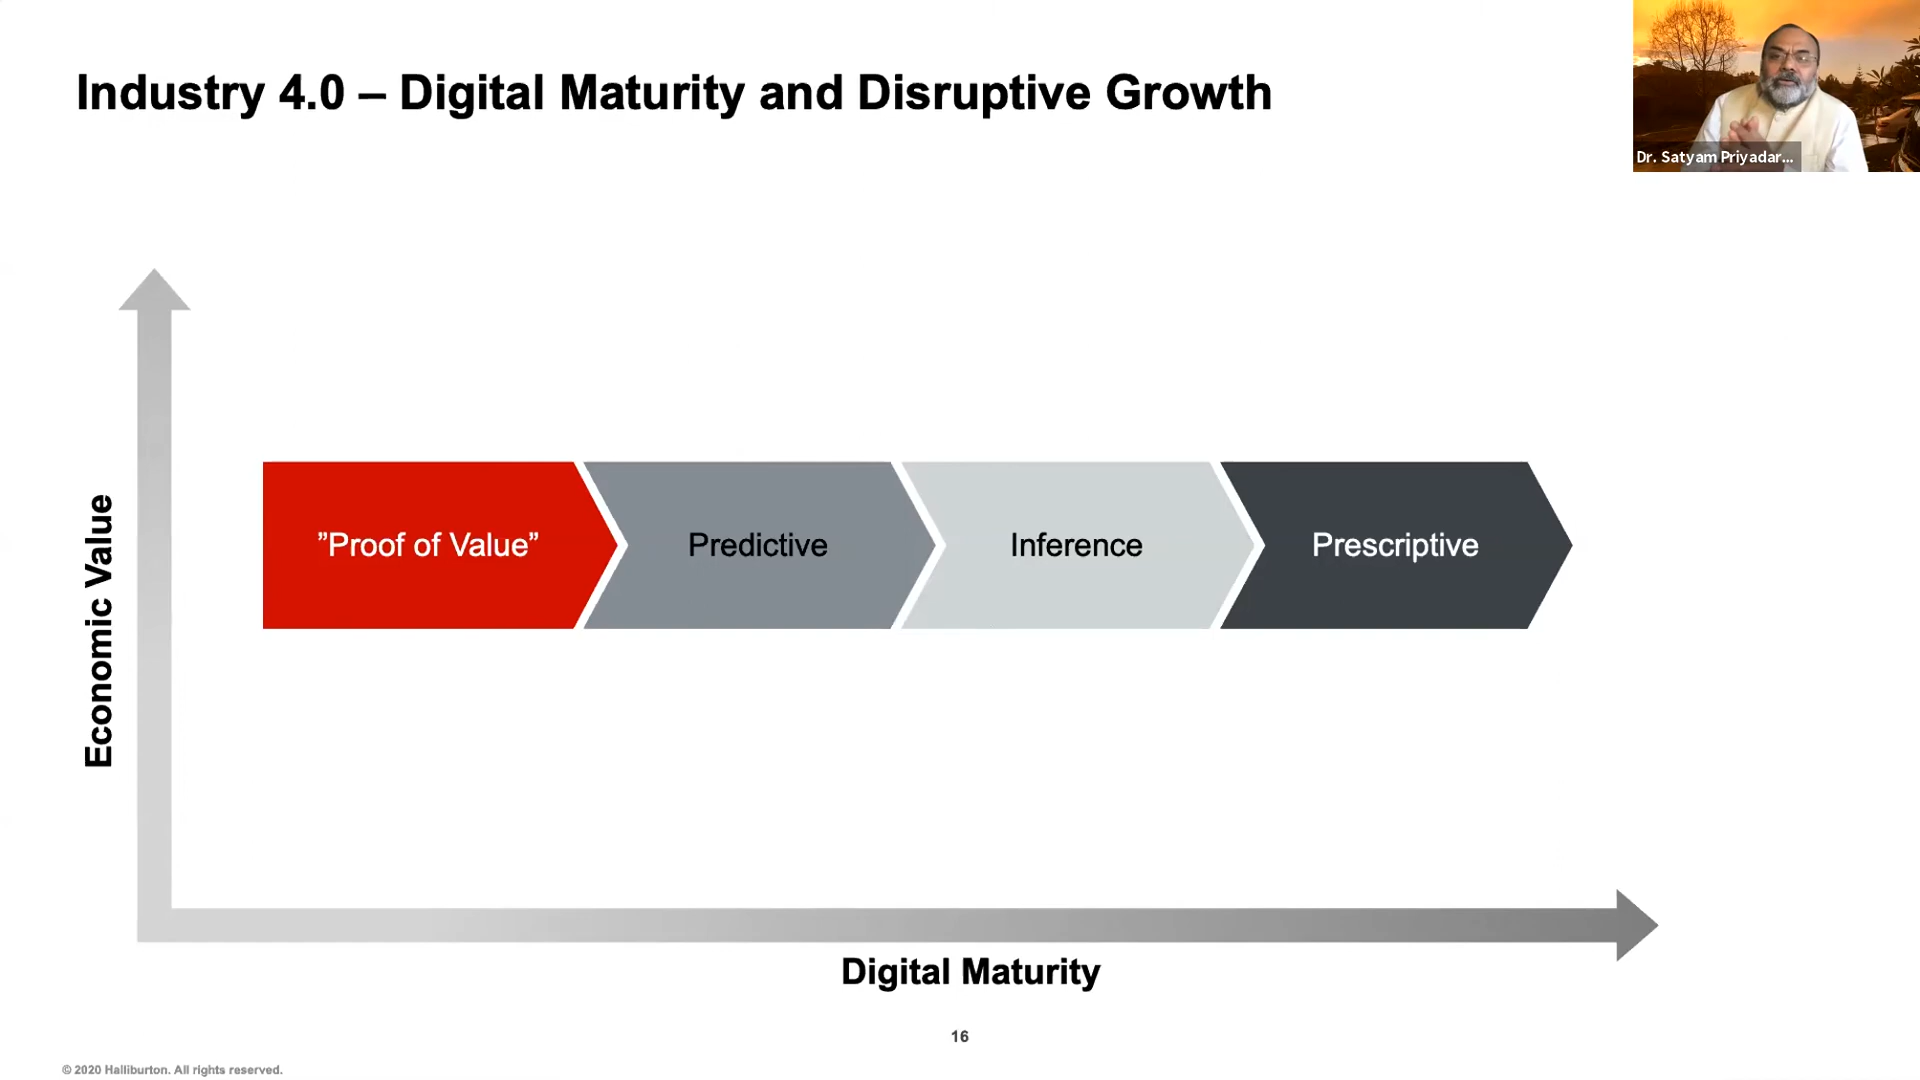 Industry 4.0 – Digital Maturity and Disruptive Growth
Dr. Satyam Priyadar...
Economic Value
”Proof of Value”
Predictive
Inference
Prescriptive
Digital Maturity
16
© 2020 Halliburton. All rights reserved.